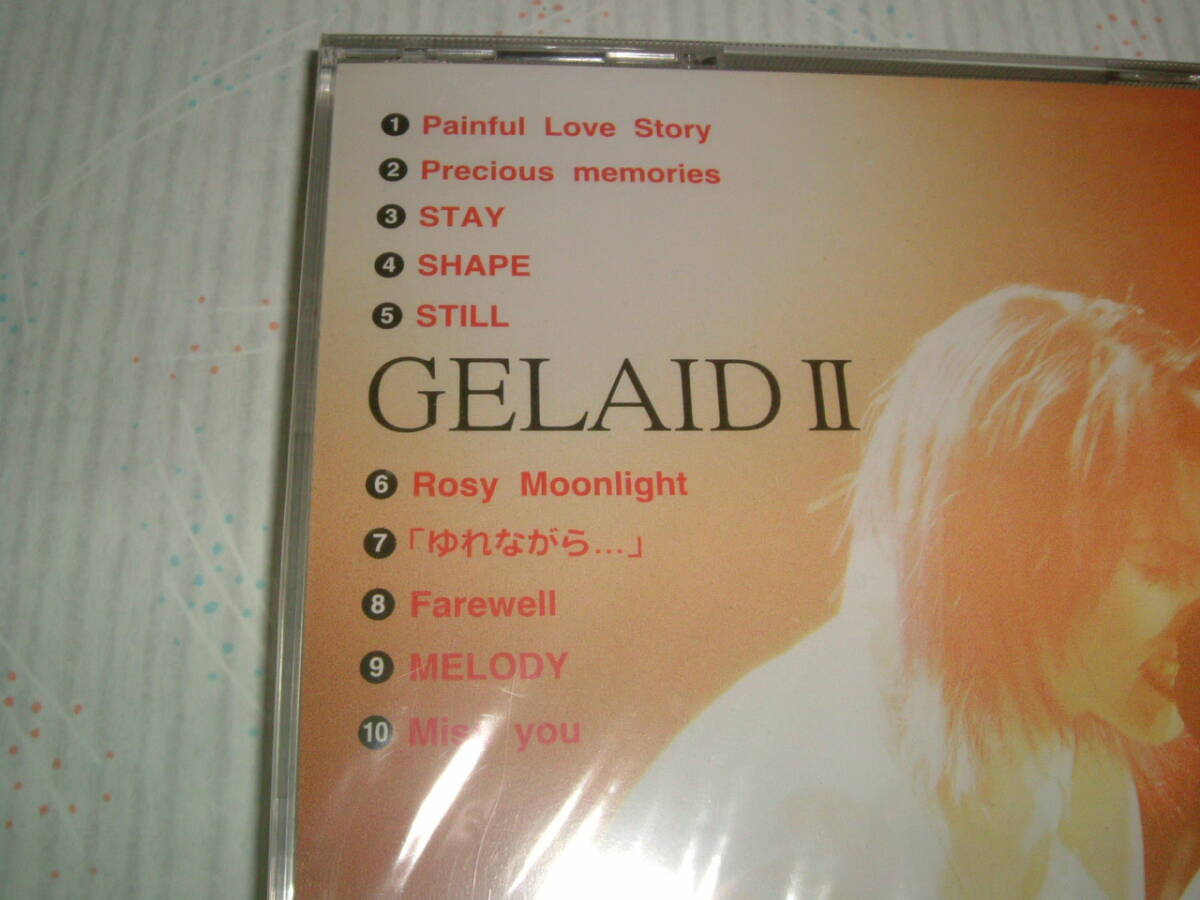 1 Painful Love Story
2 Precious memories
3 STAY
4 SHAPE
5 STILL
GELAID II
6 Rosy Moonlight
7 「ゆれながら…」
8 Farewell
9 MELODY
10 Miss you